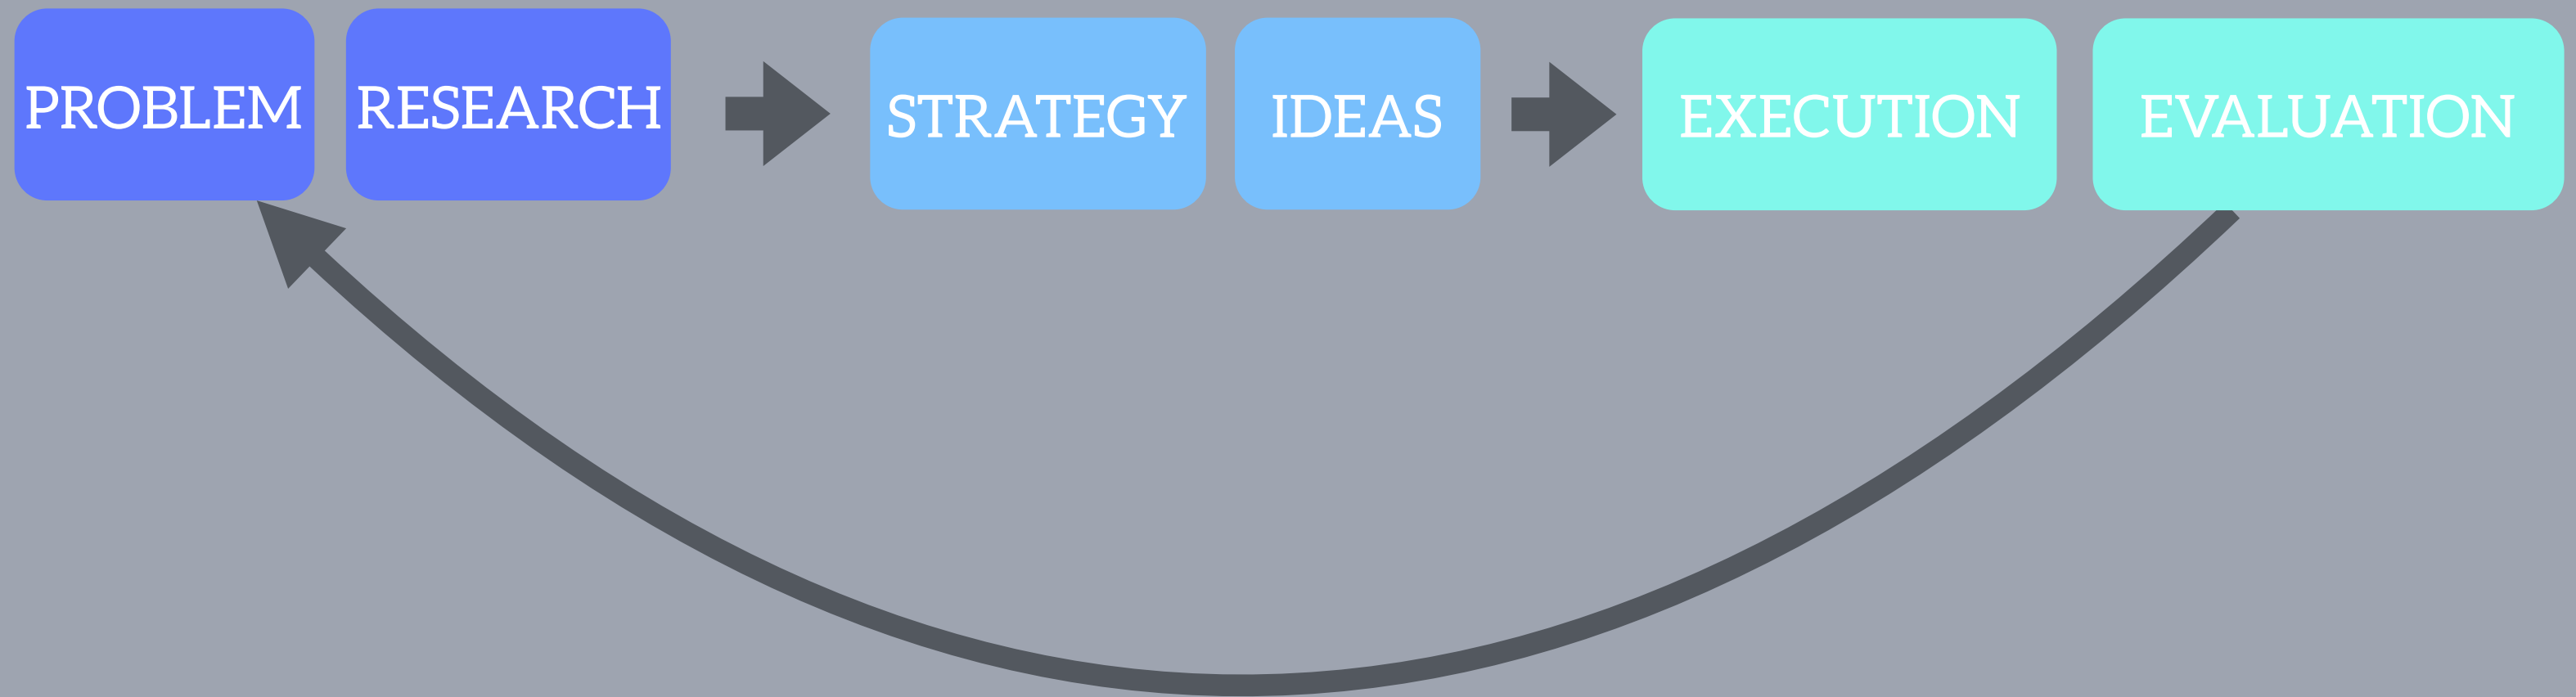 PROBLEM
RESEARCH
STRATEGY
IDEAS
EXECUTION
EVALUATION